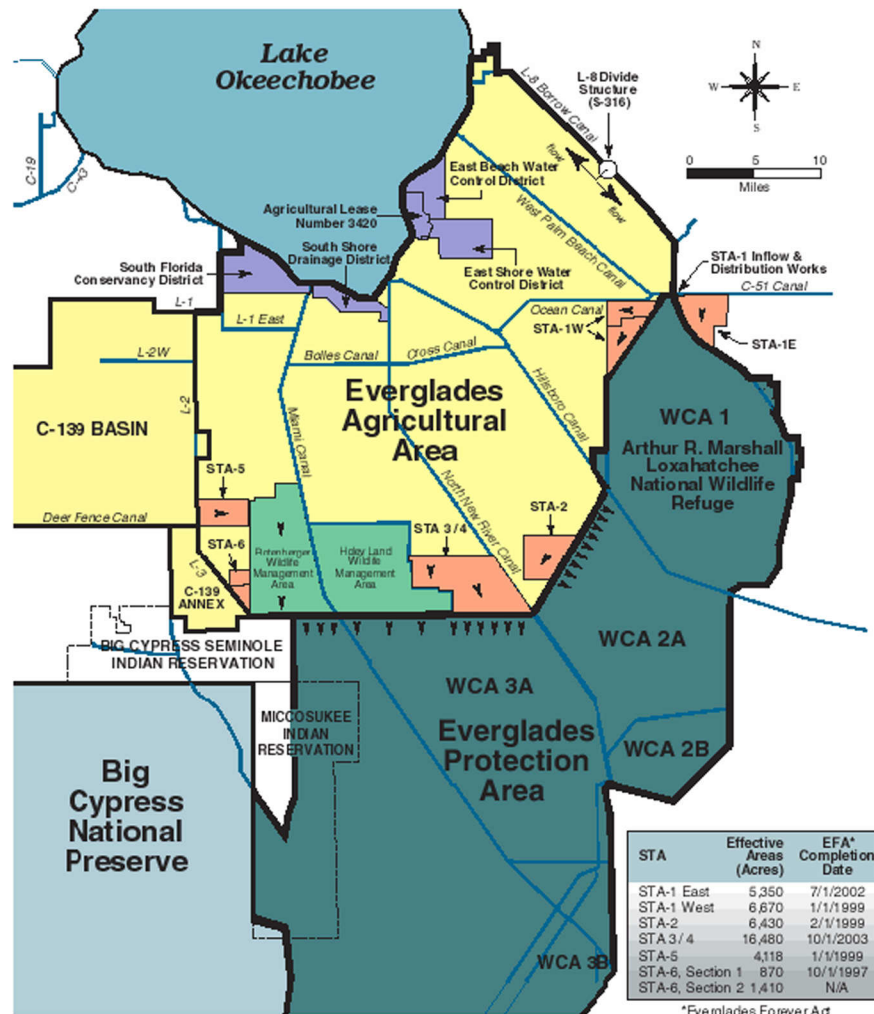 Lake
Okeechobee
L-8 Divide
Structure
(S-316)
N
W
E
S
0 5 10
Miles
L-8 Borrow Canal
flow
flow
C-19
C-43
East Beach Water
Control District
Agricultural Lease
Number 3420
South Shore
Drainage District
South Florida
Conservancy District
East Shore Water
Control District
West Palm Beach Canal
STA-1 Inflow &
Distribution Works
C-51 Canal
L-1
L-1 East
Ocean Canal
STA-1W
STA-1E
L-2W
Bolles Canal
Cross Canal
Hillsboro Canal
L-2
Miami Canal
Everglades
Agricultural
Area
C-139 BASIN
WCA 1
Arthur R. Marshall
Loxahatchee
National Wildlife
Refuge
STA-5
North New River Canal
STA-2
Deer Fence Canal
STA 3/4
STA-6
Rotenberger
Wildlife
Management
Area
Holey Land
Wildlife
Management
Area
L-3
C-139
ANNEX
BIG CYPRESS SEMINOLE
INDIAN RESERVATION
WCA 2A
WCA 3A
MICCOSUKEE
INDIAN
RESERVATION
Everglades
Protection
Area
WCA 2B
Big
Cypress
National
Preserve
WCA 3B
STA Effective Areas (Acres) EFA* Completion Date
STA-1 East 5,350 7/1/2002
STA-1 West 6,670 1/1/1999
STA-2 6,430 2/1/1999
STA 3/4 16,480 10/1/2003
STA-5 4,118 1/1/1999
STA-6, Section 1 870 10/1/1997
STA-6, Section 2 1,410 N/A
*Everglades Forever Act